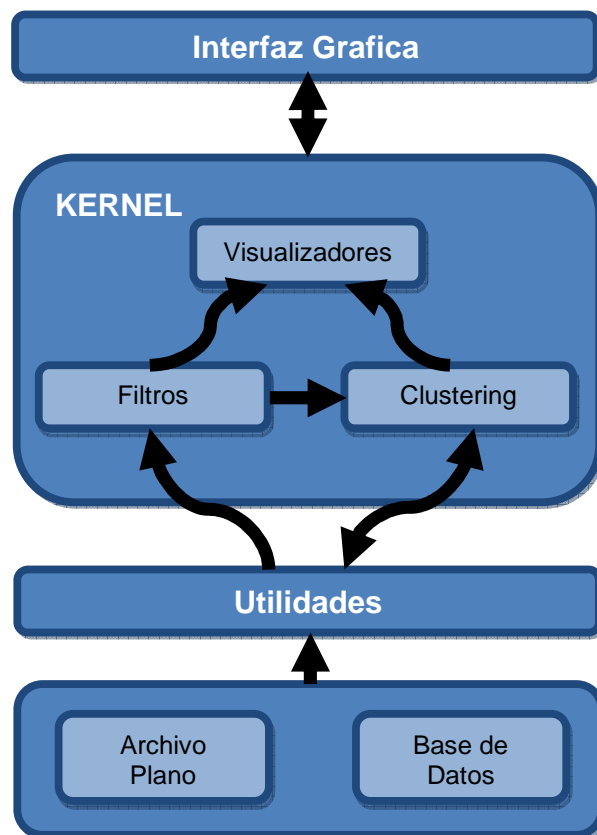 Interfaz Grafica
KERNEL
Visualizadores
Filtros
Clustering
Utilidades
Archivo
Plano
Base de
Datos